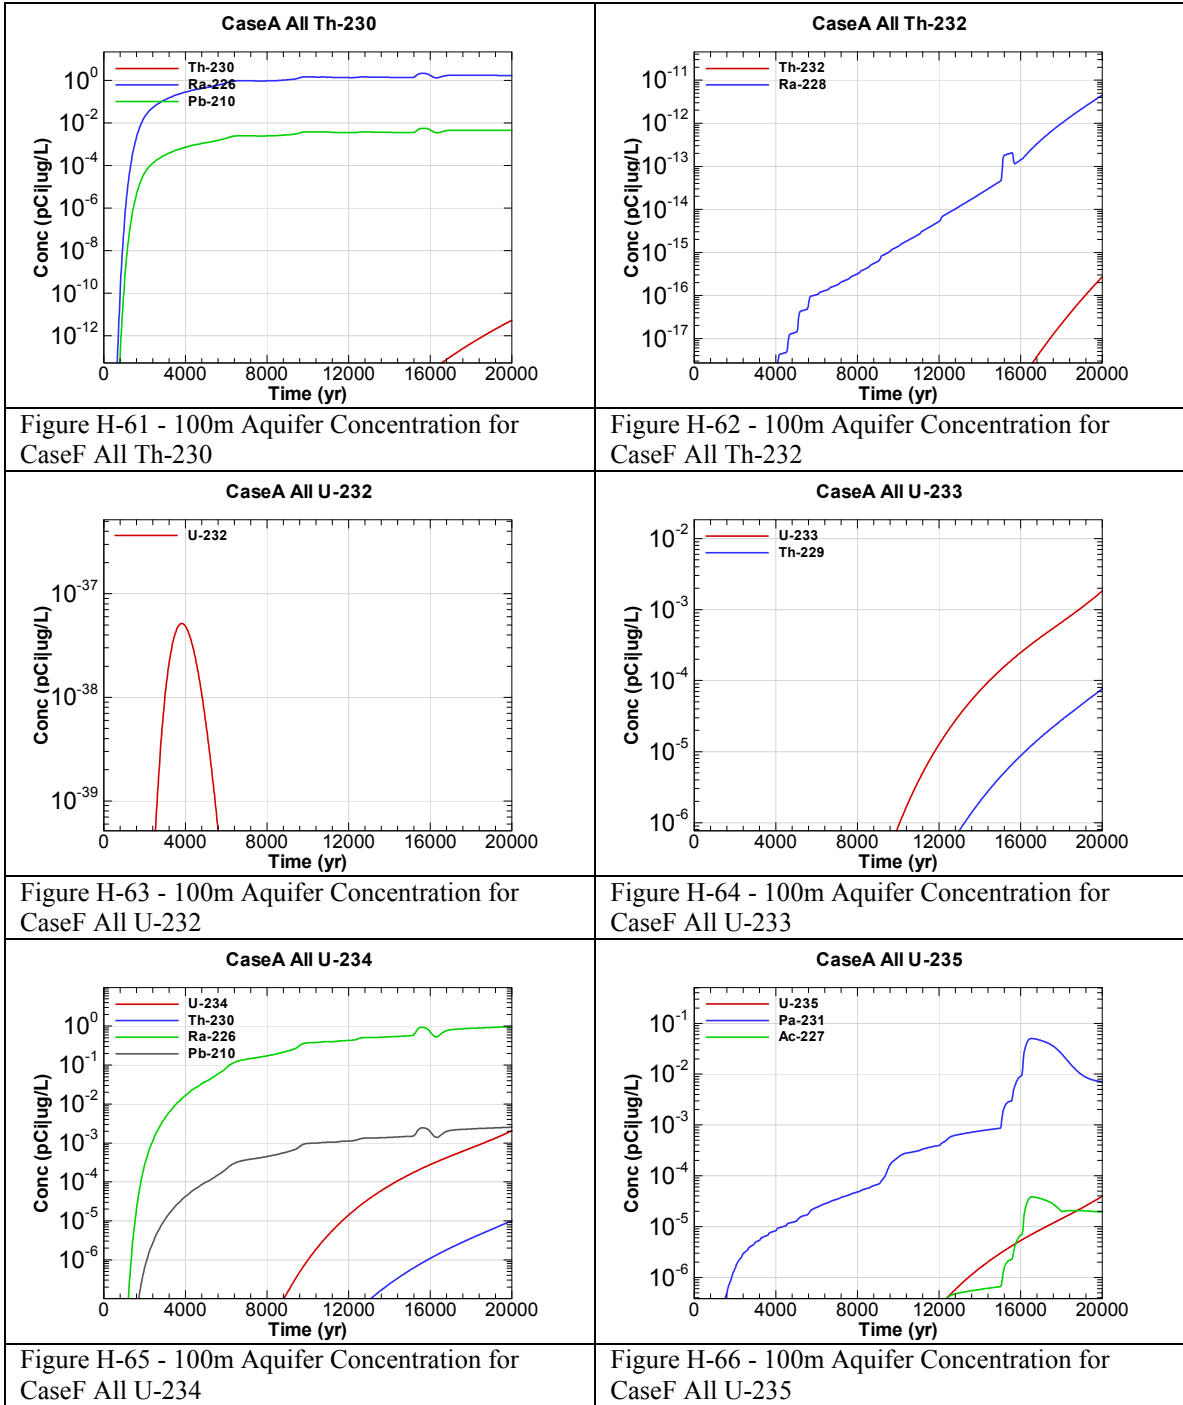 CaseA All Th-230
Th-230
Ra-226
Pb-210
Conc (pCi|ug/L)
10^0
10^-2
10^-4
10^-6
10^-8
10^-10
10^-12
0 4000 8000 12000 16000 20000
Time (yr)
Figure H-61 - 100m Aquifer Concentration for
CaseF All Th-230
CaseA All Th-232
Th-232
Ra-228
Conc (pCi|ug/L)
10^-11
10^-12
10^-13
10^-14
10^-15
10^-16
10^-17
0 4000 8000 12000 16000 20000
Time (yr)
Figure H-62 - 100m Aquifer Concentration for
CaseF All Th-232
CaseA All U-232
U-232
Conc (pCi|ug/L)
10^-37
10^-38
10^-39
0 4000 8000 12000 16000 20000
Time (yr)
Figure H-63 - 100m Aquifer Concentration for
CaseF All U-232
CaseA All U-233
U-233
Th-229
Conc (pCi|ug/L)
10^-2
10^-3
10^-4
10^-5
10^-6
0 4000 8000 12000 16000 20000
Time (yr)
Figure H-64 - 100m Aquifer Concentration for
CaseF All U-233
CaseA All U-234
U-234
Th-230
Ra-226
Pb-210
Conc (pCi|ug/L)
10^0
10^-1
10^-2
10^-3
10^-4
10^-5
10^-6
0 4000 8000 12000 16000 20000
Time (yr)
Figure H-65 - 100m Aquifer Concentration for
CaseF All U-234
CaseA All U-235
U-235
Pa-231
Ac-227
Conc (pCi|ug/L)
10^-1
10^-2
10^-3
10^-4
10^-5
10^-6
0 4000 8000 12000 16000 20000
Time (yr)
Figure H-66 - 100m Aquifer Concentration for
CaseF All U-235